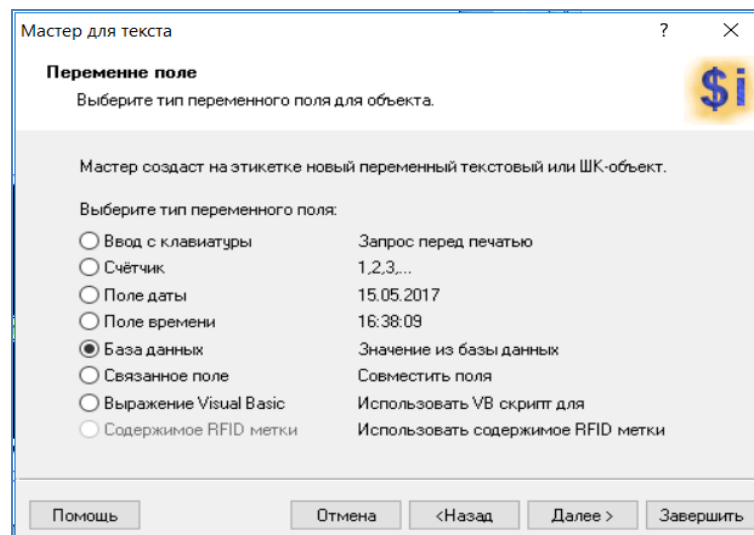 Мастер для текста ?
Переменне поле
Выберите тип переменного поля для объекта.
$i
Мастер создаст на этикетке новый переменный текстовый или ШК-объект.
Выберите тип переменного поля:
Ввод с клавиатуры Запрос перед печатью
Счётчик 1,2,3,...
Поле даты 15.05.2017
Поле времени 16:38:09
База данных Значение из базы данных
Связанное поле Совместить поля
Выражение Visual Basic Использовать VB скрипт для
Содержимое RFID метки Использовать содержимое RFID метки
Помощь Отмена <Назад Далее > Завершить